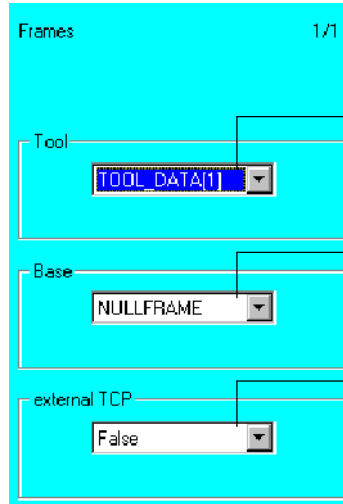 Frames 1/1
Tool
TOOL_DATA[1]
Base
NULLFRAME
external TCP
False